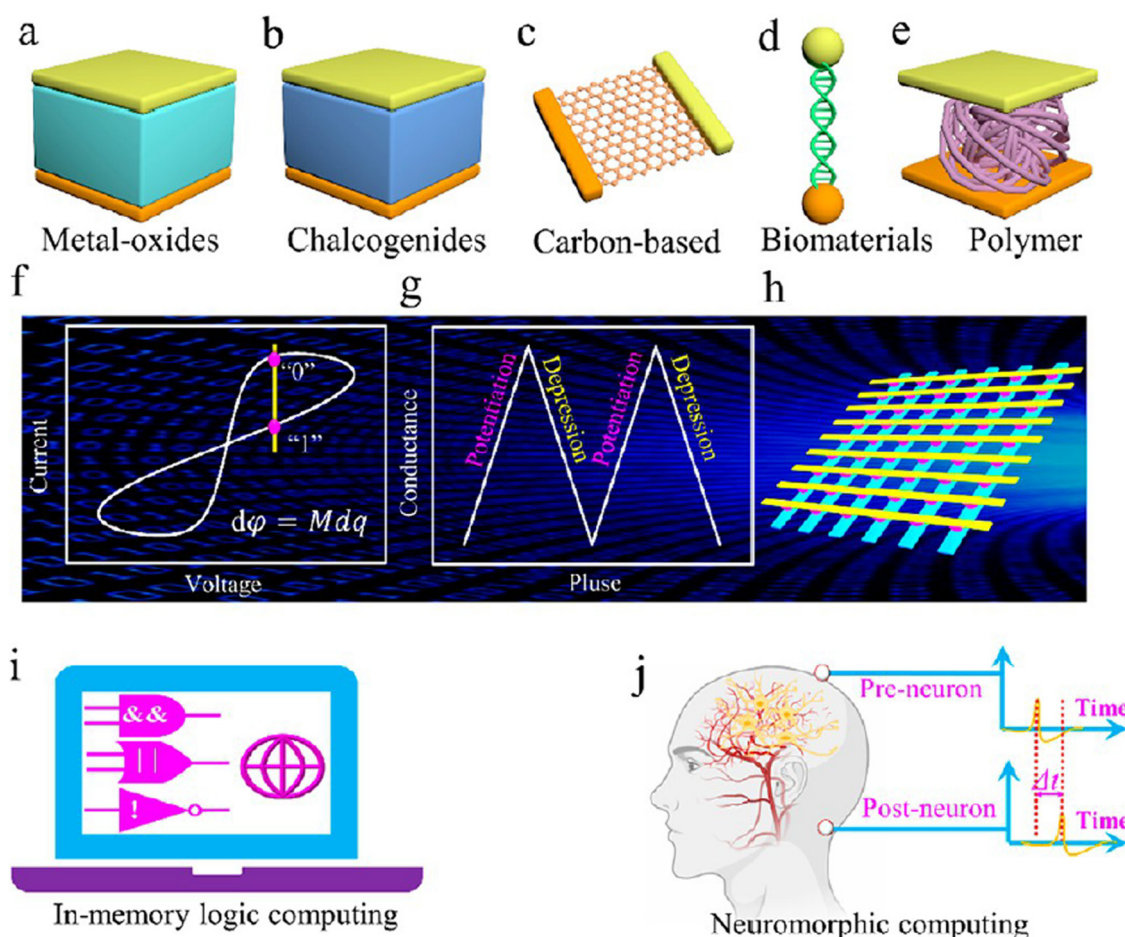 a
b
c
d
e
Metal-oxides
Chalcogenides
Carbon-based
Biomaterials
Polymer
f
g
h
Current
"0"
"1"
dφ = Mdq
Voltage
Conductance
Potentiation
Depression
Potentiation
Depression
Pluse
i
&&
||
!
In-memory logic computing
j
Pre-neuron
Time
Δt
Post-neuron
Time
Neuromorphic computing